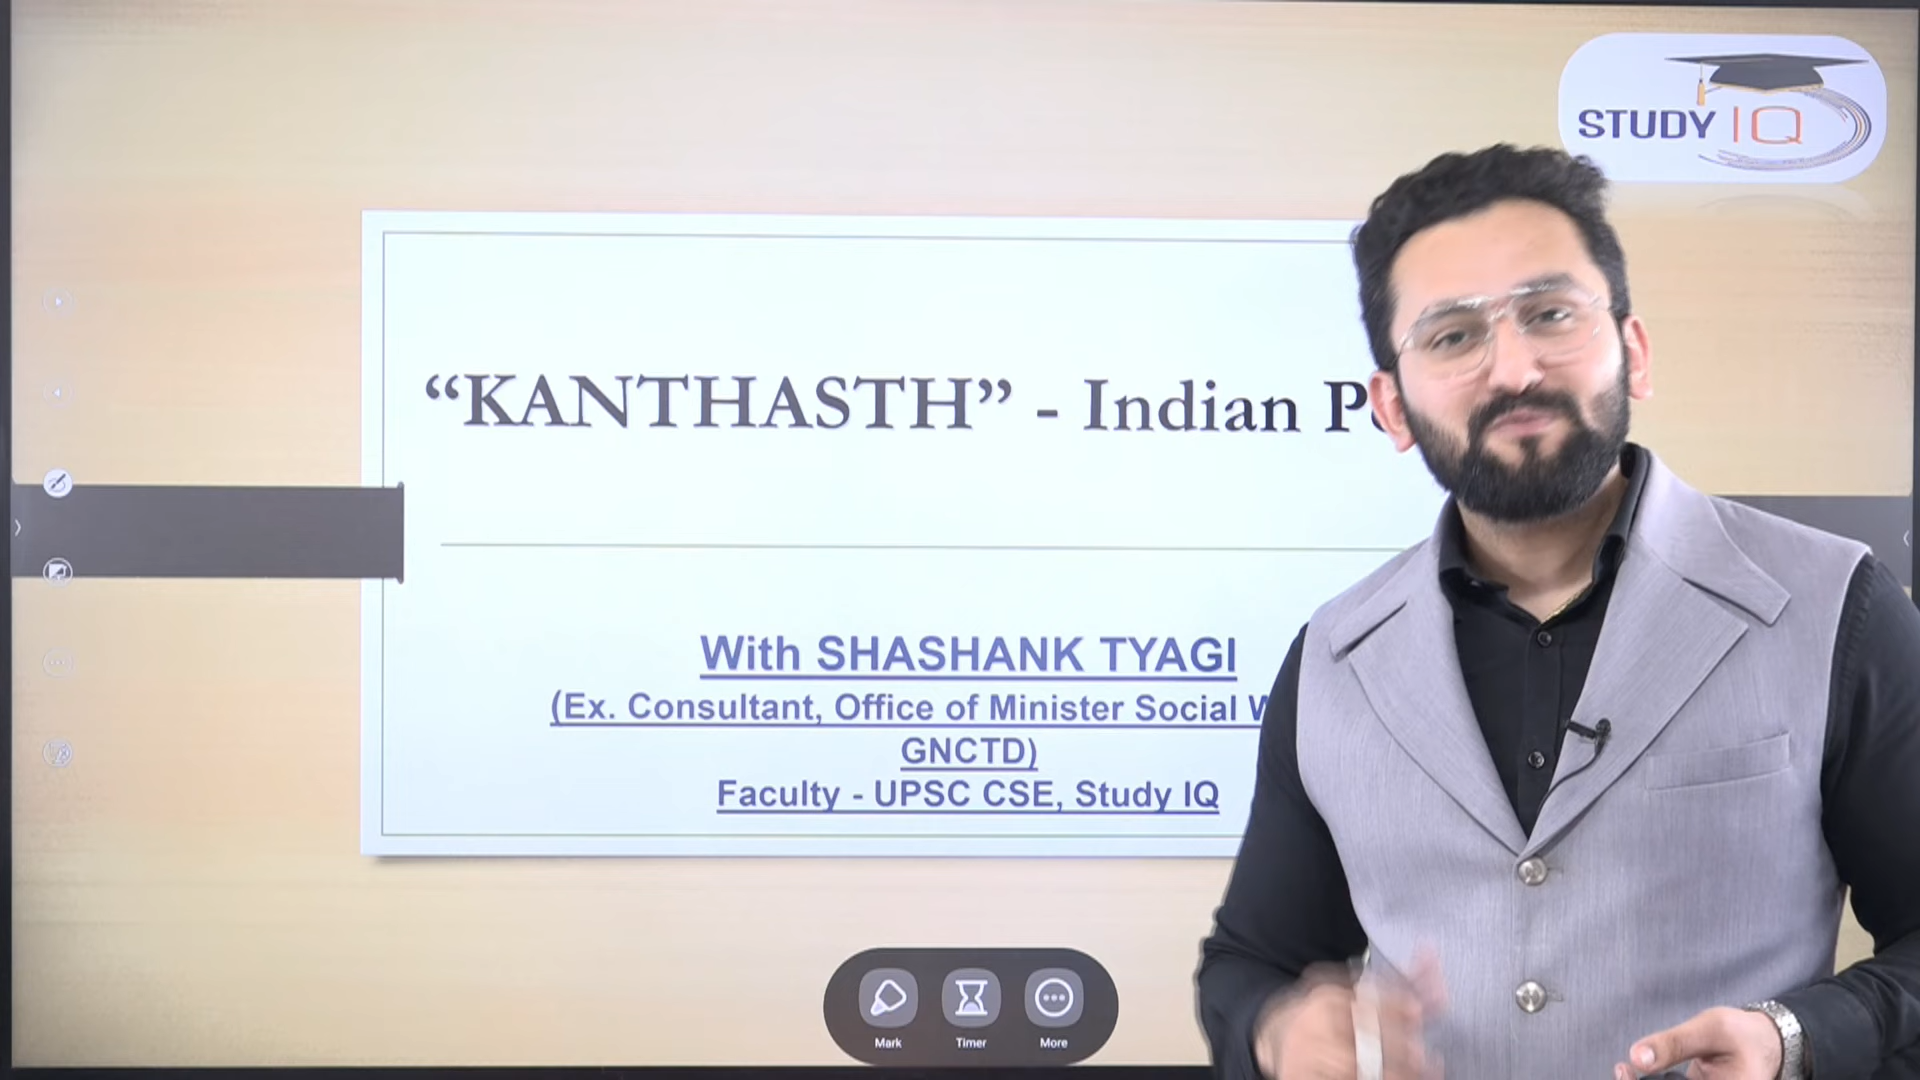 STUDY IQ
“KANTHASTH” - Indian
With SHASHANK TYAGI
(Ex. Consultant, Office of Minister Social
GNCTD)
Faculty - UPSC CSE, Study IQ
Mark Timer More